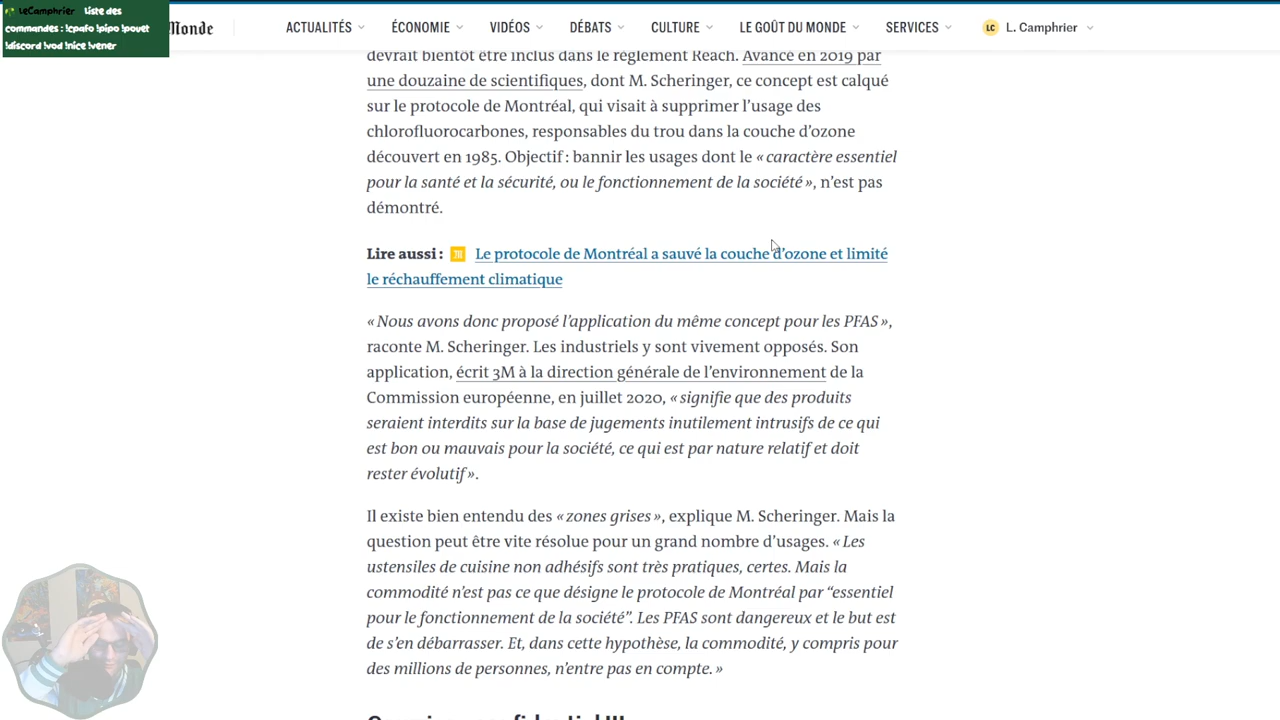 LeCamphrier Liste des
commandes : !cpafo !pipo !pouet
!discord !vod !nice !vener
Monde
ACTUALITÉS ÉCONOMIE VIDÉOS DÉBATS CULTURE LE GOÛT DU MONDE SERVICES LC L. Camphrier
devrait bientôt être inclus dans le règlement Reach. Avancé en 2019 par
une douzaine de scientifiques, dont M. Scheringer, ce concept est calqué
sur le protocole de Montréal, qui visait à supprimer l’usage des
chlorofluorocarbones, responsables du trou dans la couche d’ozone
découvert en 1985. Objectif : bannir les usages dont le « caractère essentiel
pour la santé et la sécurité, ou le fonctionnement de la société », n’est pas
démontré.
Lire aussi : Le protocole de Montréal a sauvé la couche d’ozone et limité
le réchauffement climatique
« Nous avons donc proposé l’application du même concept pour les PFAS »,
raconte M. Scheringer. Les industriels y sont vivement opposés. Son
application, écrit 3M à la direction générale de l’environnement de la
Commission européenne, en juillet 2020, « signifie que des produits
seraient interdits sur la base de jugements inutilement intrusifs de ce qui
est bon ou mauvais pour la société, ce qui est par nature relatif et doit
rester évolutif ».
Il existe bien entendu des « zones grises », explique M. Scheringer. Mais la
question peut être vite résolue pour un grand nombre d’usages. « Les
ustensiles de cuisine non adhésifs sont très pratiques, certes. Mais la
commodité n’est pas ce que désigne le protocole de Montréal par “essentiel
pour le fonctionnement de la société”. Les PFAS sont dangereux et le but est
de s’en débarrasser. Et, dans cette hypothèse, la commodité, y compris pour
des millions de personnes, n’entre pas en compte. »